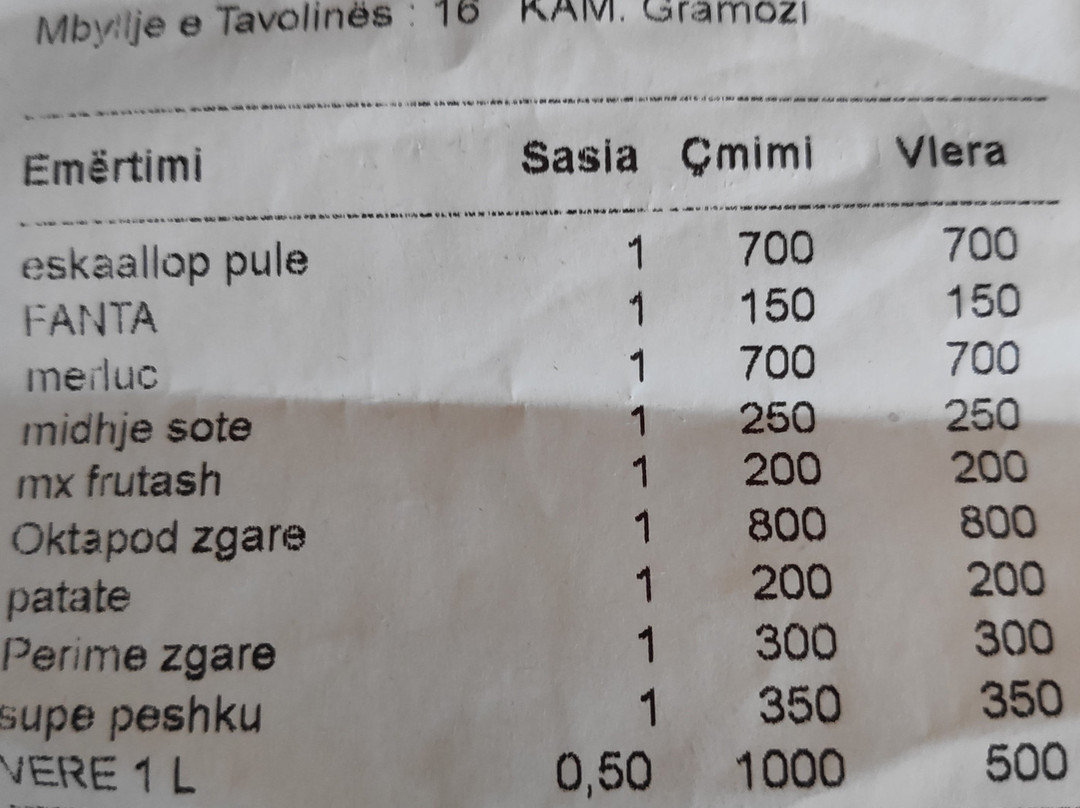 Mbyllje e Tavolinës : 16 KAM. Gramozi
Emërtimi Sasia Çmimi Vlera
eskaallop pule 1 700 700
FANTA 1 150 150
merluc 1 700 700
midhje sote 1 250 250
mx frutash 1 200 200
Oktapod zgare 1 800 800
patate 1 200 200
Perime zgare 1 300 300
supe peshku 1 350 350
VERE 1 L 0,50 1000 500